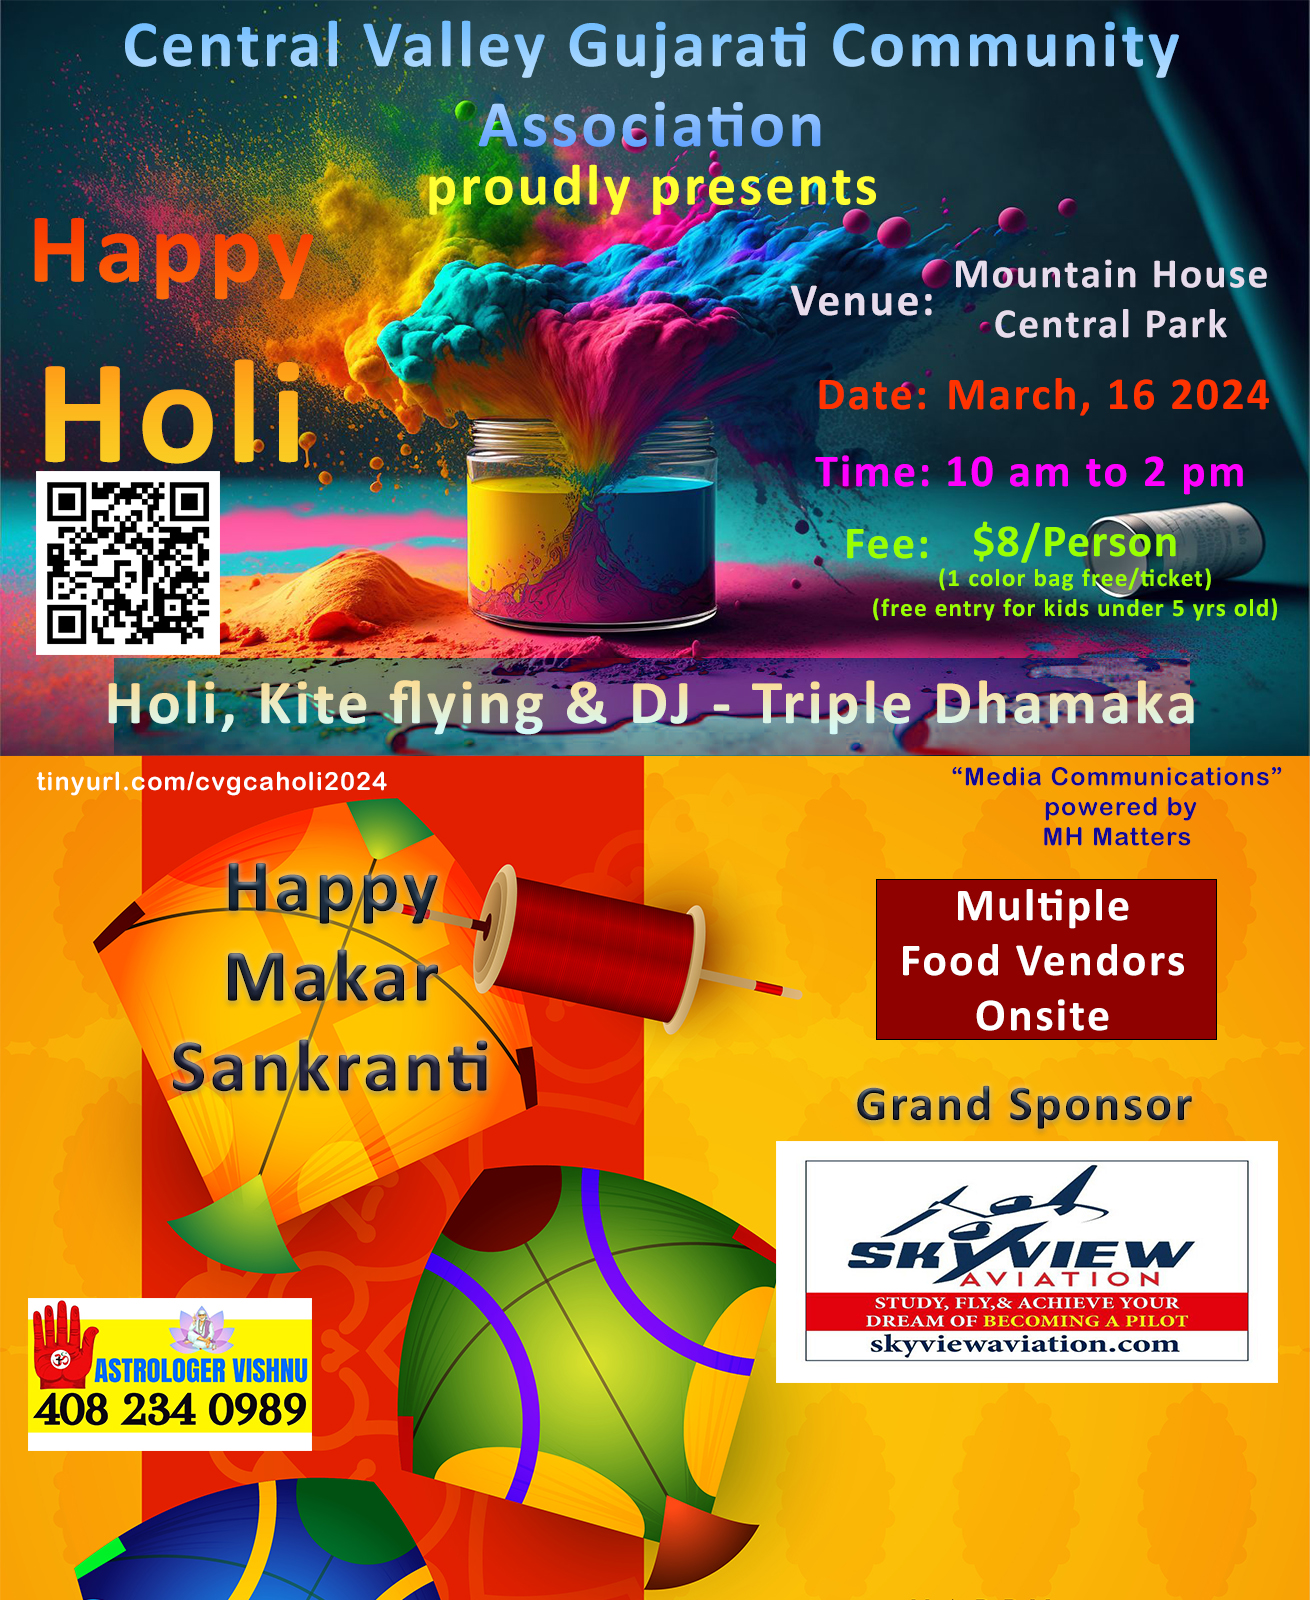 Central Valley Gujarati Community
Association
proudly presents
Happy
Holi
Venue: Mountain House
Central Park
Date: March, 16 2024
Time: 10 am to 2 pm
Fee: $8/Person
(1 color bag free/ticket)
(free entry for kids under 5 yrs old)
Holi, Kite flying & DJ - Triple Dhamaka
tinyurl.com/cvgcaholi2024
“Media Communications”
powered by
MH Matters
Happy
Makar
Sankranti
Multiple
Food Vendors
Onsite
Grand Sponsor
SKYVIEW
AVIATION
STUDY, FLY,& ACHIEVE YOUR
DREAM OF BECOMING A PILOT
skyviewaviation.com
ॐ
ASTROLOGER VISHNU
408 234 0989